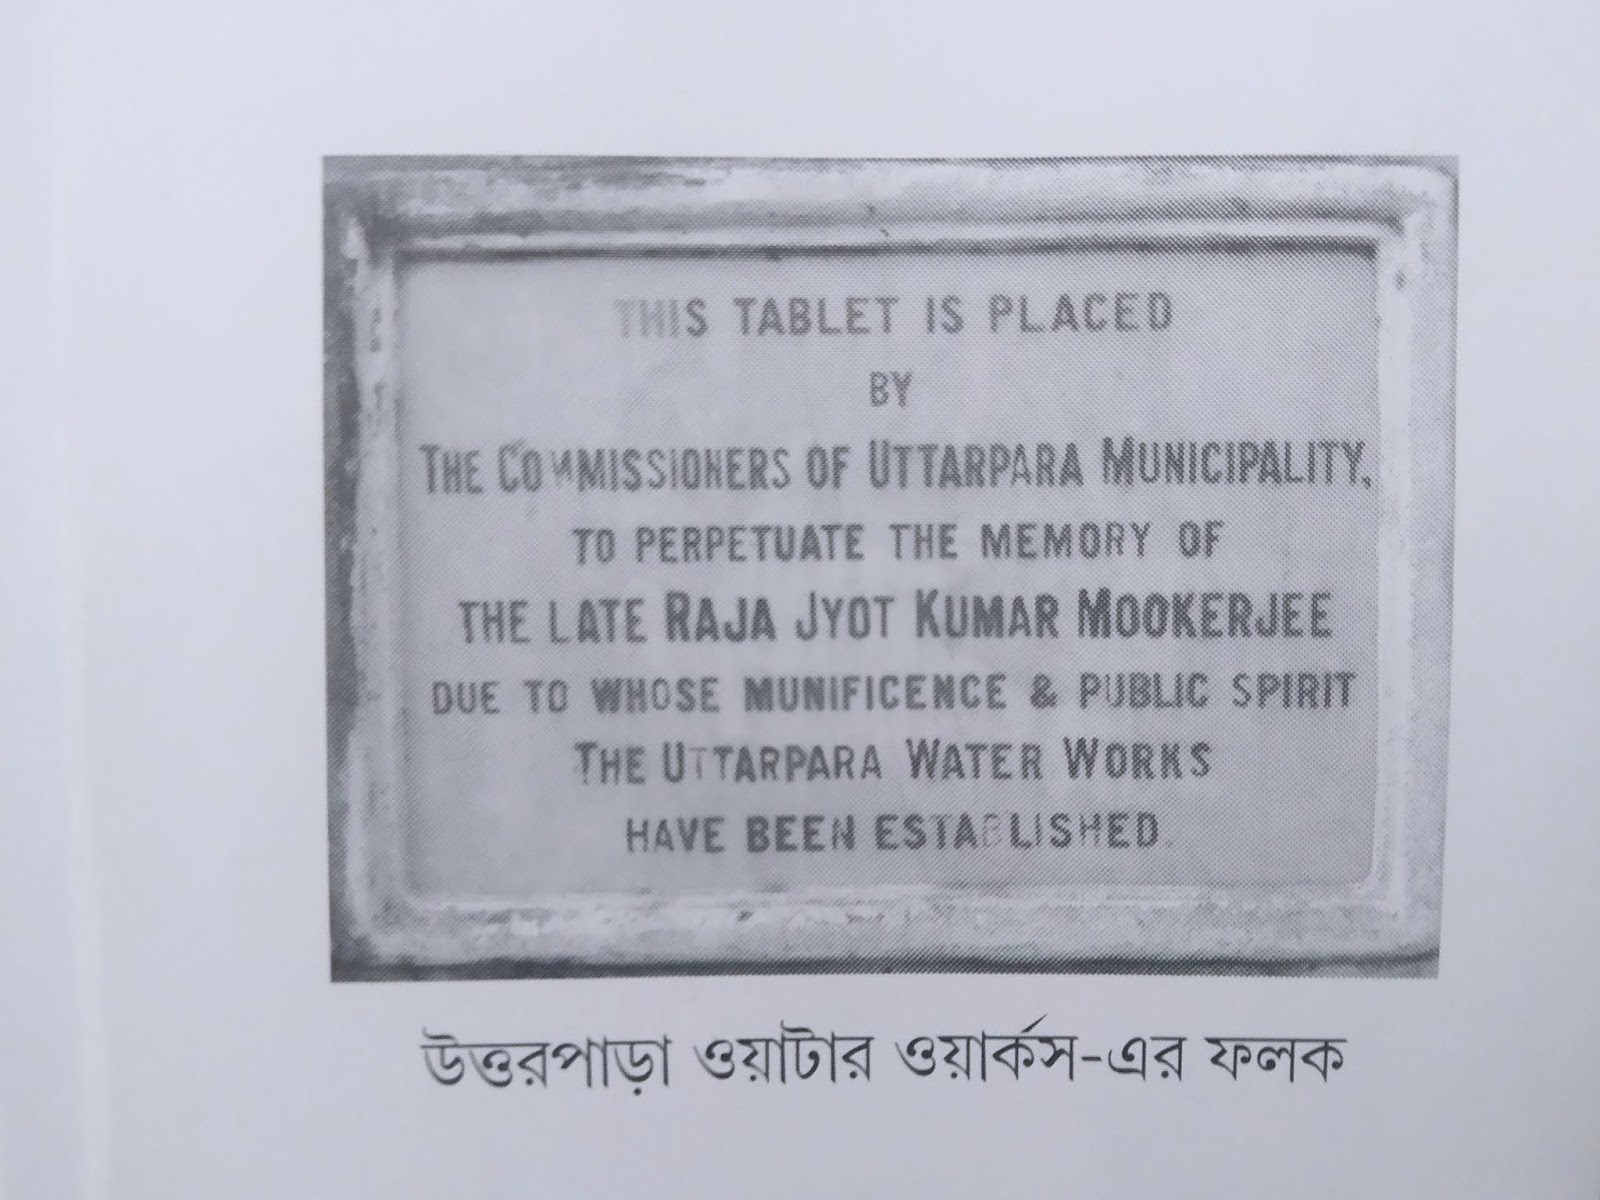 THIS TABLET IS PLACED
BY
THE COMMISSIONERS OF UTTARPARA MUNICIPALITY,
TO PERPETUATE THE MEMORY OF
THE LATE RAJA JYOT KUMAR MOOKERJEE
DUE TO WHOSE MUNIFICENCE & PUBLIC SPIRIT
THE UTTARPARA WATER WORKS
HAVE BEEN ESTABLISHED.
উত্তরপাড়া ওয়াটার ওয়ার্কস-এর ফলক